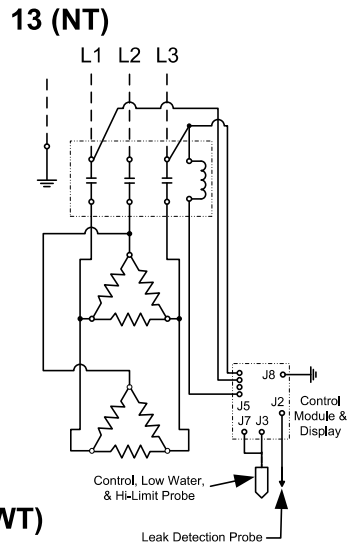 13 (NT)
L1 L2 L3
J8
J5
J2
Control
Module &
Display
J7 J3
Control, Low Water,
& Hi-Limit Probe
WT)
Leak Detection Probe